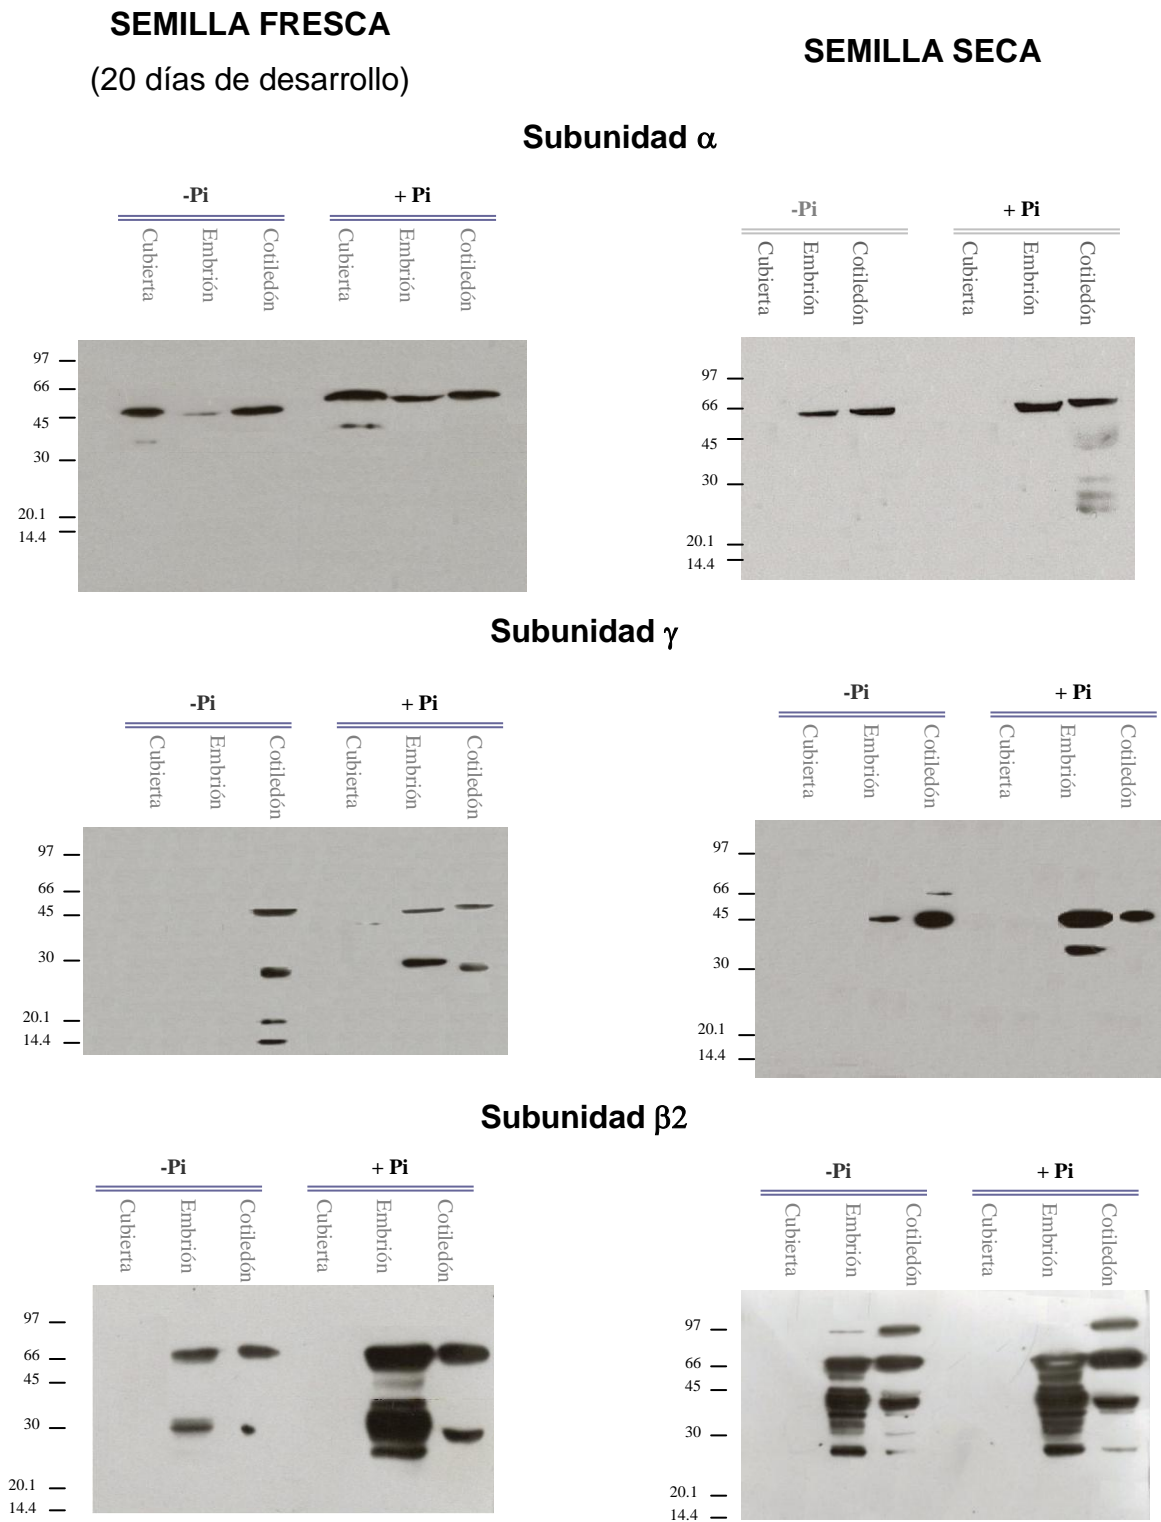 SEMILLA FRESCA
(20 días de desarrollo)
SEMILLA SECA
Subunidad α
-Pi
+ Pi
Cubierta
Embrión
Cotiledón
Cubierta
Embrión
Cotiledón
97
66
45
30
20.1
14.4
-Pi
+ Pi
Cubierta
Embrión
Cotiledón
Cubierta
Embrión
Cotiledón
97
66
45
30
20.1
14.4
Subunidad γ
-Pi
+ Pi
Cubierta
Embrión
Cotiledón
Cubierta
Embrión
Cotiledón
97
66
45
30
20.1
14.4
-Pi
+ Pi
Cubierta
Embrión
Cotiledón
Cubierta
Embrión
Cotiledón
97
66
45
30
20.1
14.4
Subunidad β2
-Pi
+ Pi
Cubierta
Embrión
Cotiledón
Cubierta
Embrión
Cotiledón
97
66
45
30
20.1
14.4
-Pi
+ Pi
Cubierta
Embrión
Cotiledón
Cubierta
Embrión
Cotiledón
97
66
45
30
20.1
14.4